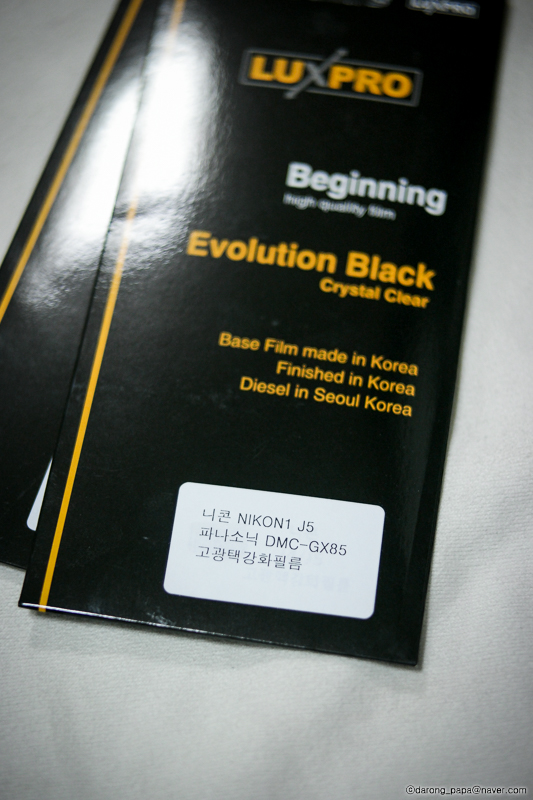 LUXPRO
Beginning
high quality film
Evolution Black
Crystal Clear
Base Film made in Korea
Finished in Korea
Diesel in Seoul Korea
니콘 NIKON1 J5
파나소닉 DMC-GX85
고광택강화필름
©darong_papa@naver.com